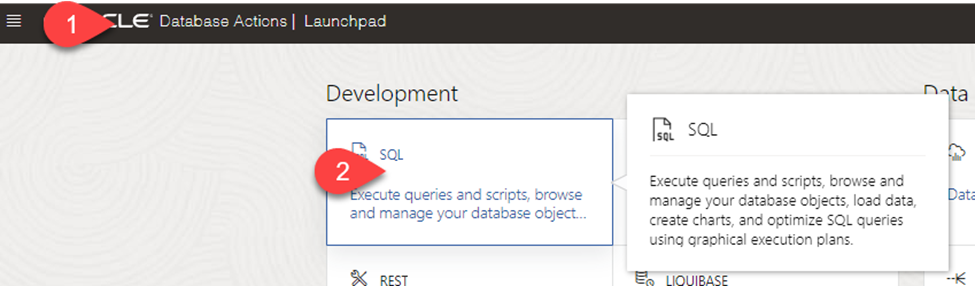 1 CLE Database Actions | Launchpad
Development
Data
SQL
Execute queries and scripts, browse
and manage your database object...
2
SQL
SQL
Execute queries and scripts, browse and
manage your database objects, load data,
create charts, and optimize SQL queries
using graphical execution plans.
Data
REST
LIQUIBASE